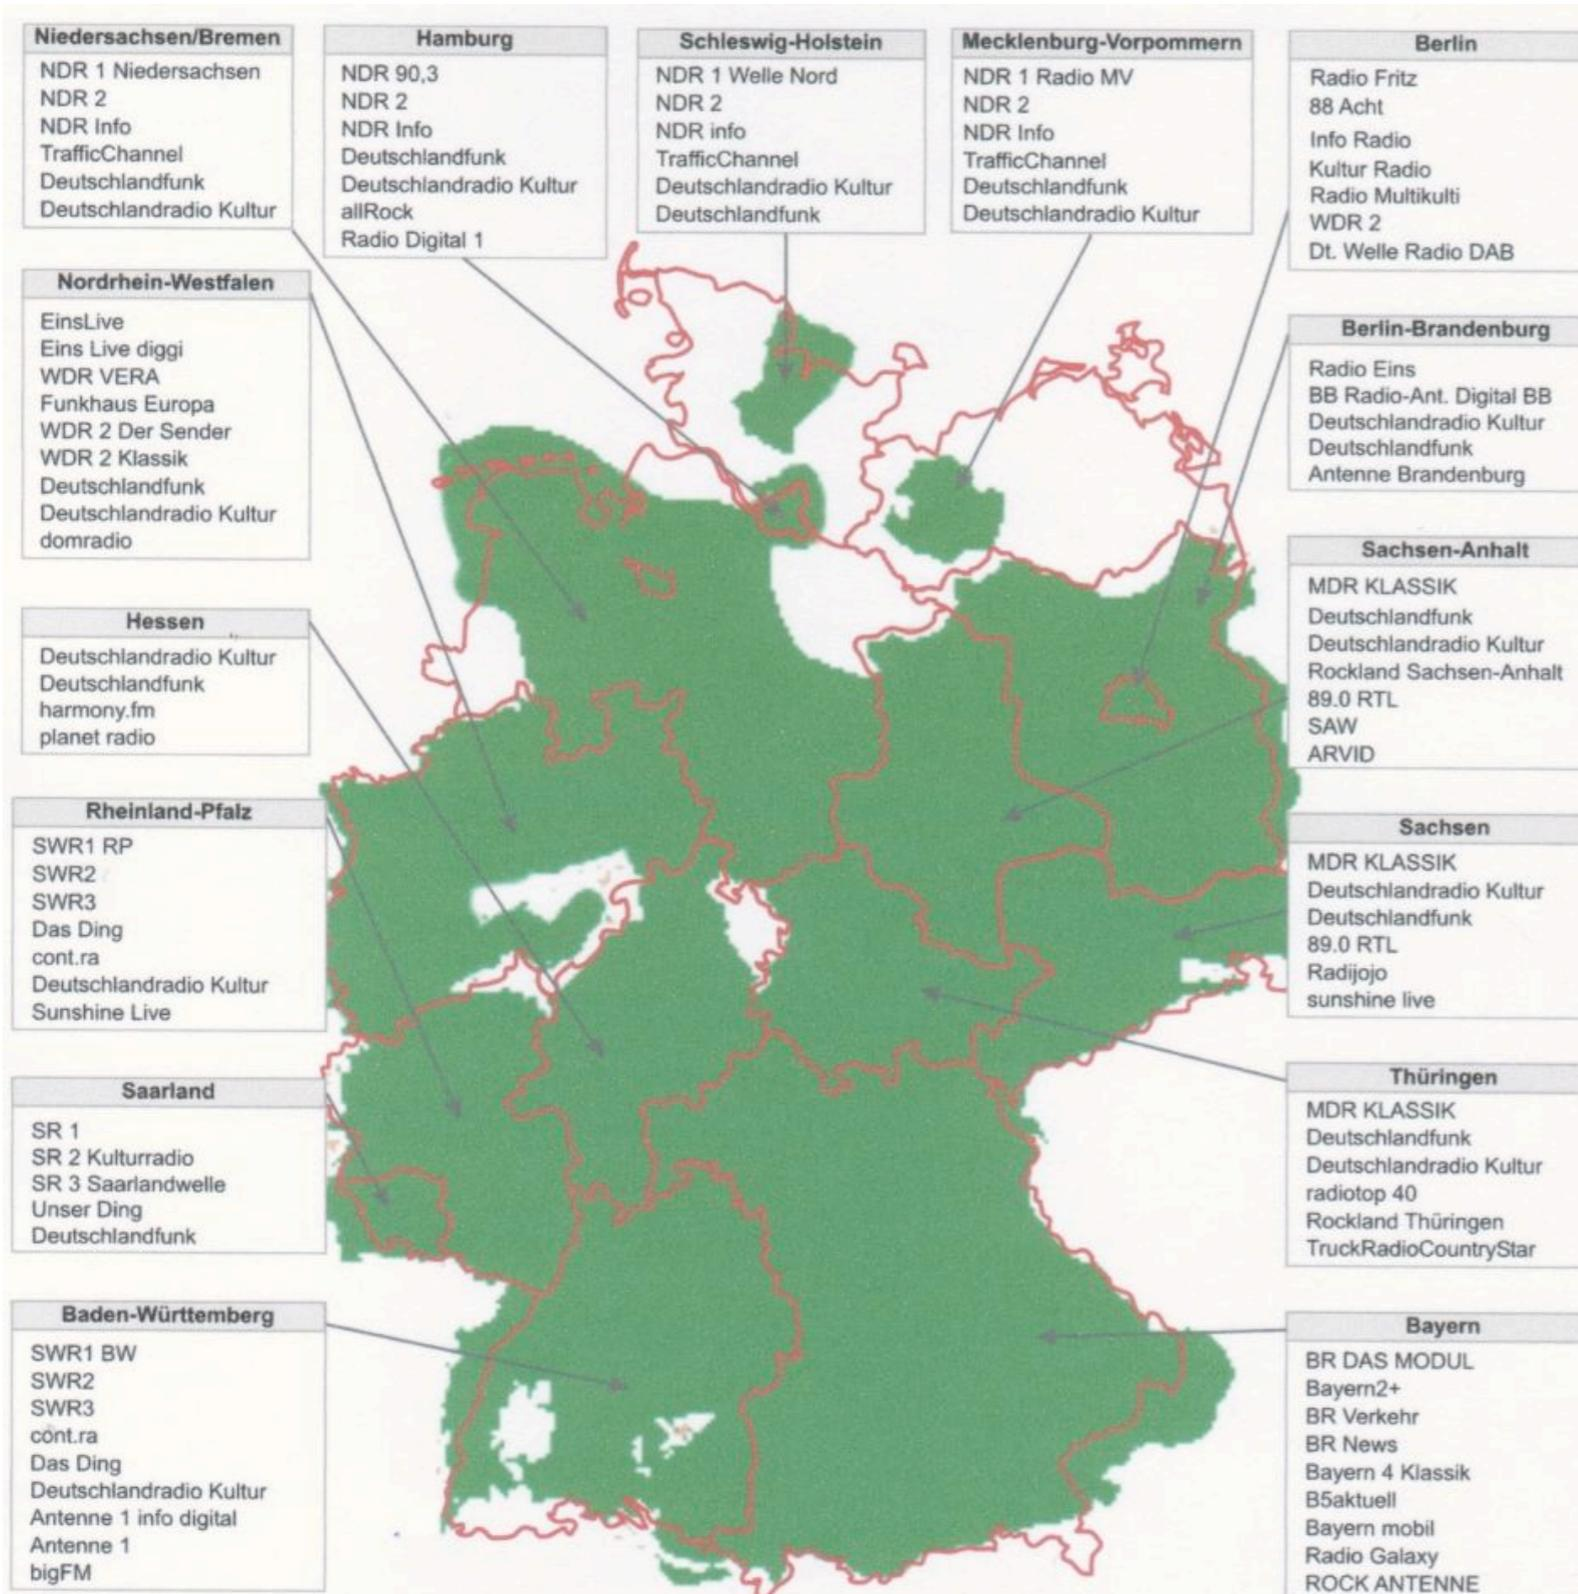 Niedersachsen/Bremen
NDR 1 Niedersachsen
NDR 2
NDR Info
TrafficChannel
Deutschlandfunk
Deutschlandradio Kultur
Hamburg
NDR 90,3
NDR 2
NDR Info
Deutschlandfunk
Deutschlandradio Kultur
allRock
Radio Digital 1
Schleswig-Holstein
NDR 1 Welle Nord
NDR 2
NDR info
TrafficChannel
Deutschlandradio Kultur
Deutschlandfunk
Mecklenburg-Vorpommern
NDR 1 Radio MV
NDR 2
NDR Info
TrafficChannel
Deutschlandfunk
Deutschlandradio Kultur
Berlin
Radio Fritz
88 Acht
Info Radio
Kultur Radio
Radio Multikulti
WDR 2
Dt. Welle Radio DAB
Nordrhein-Westfalen
EinsLive
Eins Live diggi
WDR VERA
Funkhaus Europa
WDR 2 Der Sender
WDR 2 Klassik
Deutschlandfunk
Deutschlandradio Kultur
domradio
Berlin-Brandenburg
Radio Eins
BB Radio-Ant. Digital BB
Deutschlandradio Kultur
Deutschlandfunk
Antenne Brandenburg
Hessen
Deutschlandradio Kultur
Deutschlandfunk
harmony.fm
planet radio
Sachsen-Anhalt
MDR KLASSIK
Deutschlandfunk
Deutschlandradio Kultur
Rockland Sachsen-Anhalt
89.0 RTL
SAW
ARVID
Rheinland-Pfalz
SWR1 RP
SWR2
SWR3
Das Ding
cont.ra
Deutschlandradio Kultur
Sunshine Live
Sachsen
MDR KLASSIK
Deutschlandradio Kultur
Deutschlandfunk
89.0 RTL
Radijojo
sunshine live
Saarland
SR 1
SR 2 Kulturradio
SR 3 Saarlandwelle
Unser Ding
Deutschlandfunk
Thüringen
MDR KLASSIK
Deutschlandfunk
Deutschlandradio Kultur
radiotop 40
Rockland Thüringen
TruckRadioCountryStar
Baden-Württemberg
SWR1 BW
SWR2
SWR3
cont.ra
Das Ding
Deutschlandradio Kultur
Antenne 1 info digital
Antenne 1
bigFM
Bayern
BR DAS MODUL
Bayern2+
BR Verkehr
BR News
Bayern 4 Klassik
B5aktuell
Bayern mobil
Radio Galaxy
ROCK ANTENNE